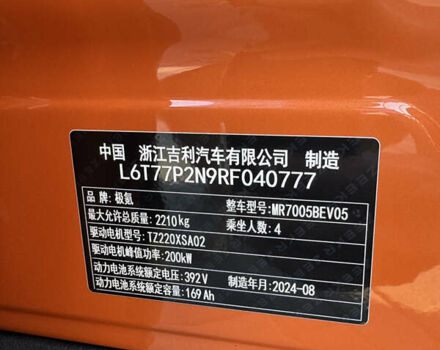 中国 浙江吉利汽车有限公司 制造
L6T77P2N9RF040777
品牌:极氪 整车型号:MR7005BEV05
最大允许总质量:2210kg 乘坐人数:4
驱动电机型号:TZ220XSA02
驱动电机峰值功率:200kW
动力电池系统额定电压:392V 制造年月:2024-08
动力电池系统额定容量:169Ah